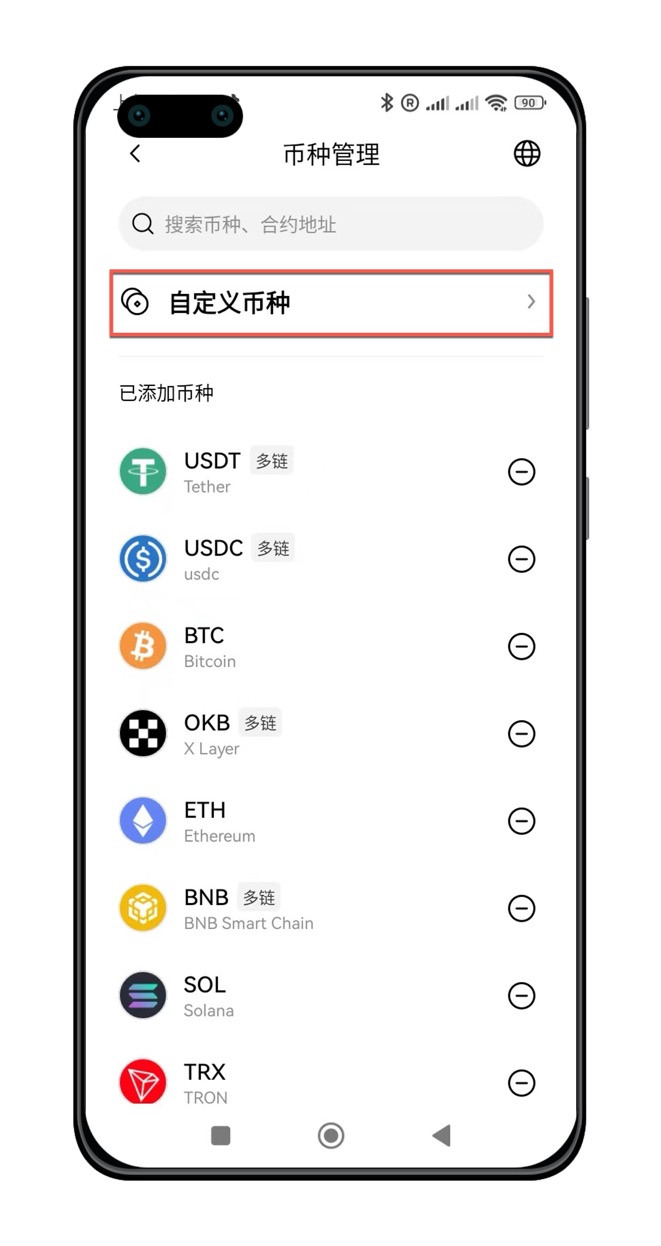 90
币种管理
搜索币种、合约地址
自定义币种
已添加币种
USDT 多链
Tether
USDC 多链
usdc
BTC
Bitcoin
OKB 多链
X Layer
ETH
Ethereum
BNB 多链
BNB Smart Chain
SOL
Solana
TRX
TRON